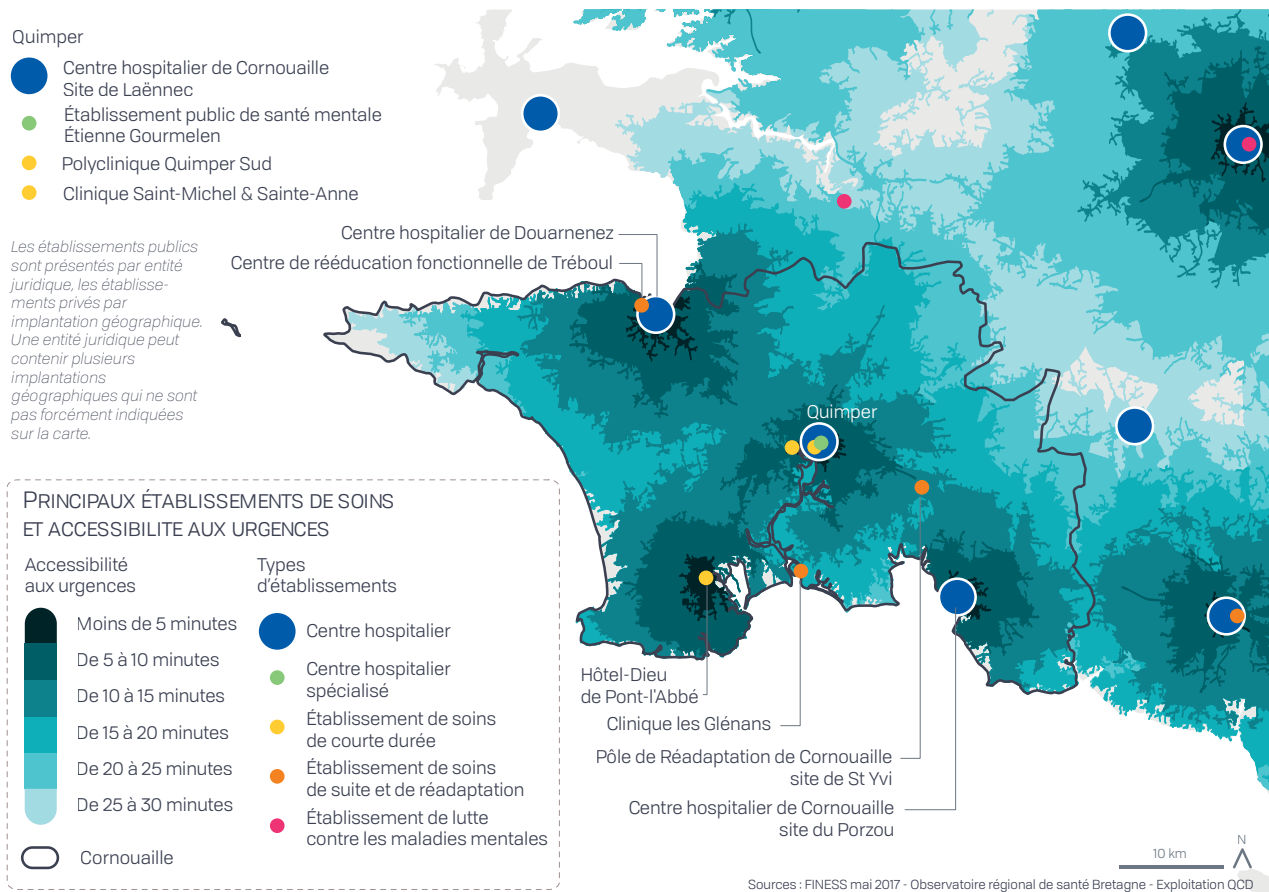 Quimper
Centre hospitalier de Cornouaille
Site de Laënnec
Établissement public de santé mentale
Étienne Gourmelen
Polyclinique Quimper Sud
Clinique Saint-Michel & Sainte-Anne
Les établissements publics
sont présentés par entité
juridique, les établisse-
ments privés par
implantation géographique.
Une entité juridique peut
contenir plusieurs
implantations
géographiques qui ne sont
pas forcément indiquées
sur la carte.
Centre hospitalier de Douarnenez
Centre de rééducation fonctionnelle de Tréboul
Quimper
Hôtel-Dieu
de Pont-l'Abbé
Clinique les Glénans
Pôle de Réadaptation de Cornouaille
site de St Yvi
Centre hospitalier de Cornouaille
site du Porzou
PRINCIPAUX ÉTABLISSEMENTS DE SOINS
ET ACCESSIBILITE AUX URGENCES
Accessibilité
aux urgences
Moins de 5 minutes
De 5 à 10 minutes
De 10 à 15 minutes
De 15 à 20 minutes
De 20 à 25 minutes
De 25 à 30 minutes
Cornouaille
Types
d'établissements
Centre hospitalier
Centre hospitalier
spécialisé
Établissement de soins
de courte durée
Établissement de soins
de suite et de réadaptation
Établissement de lutte
contre les maladies mentales
10 km
N
Sources : FINESS mai 2017 - Observatoire régional de santé Bretagne - Exploitation QCD